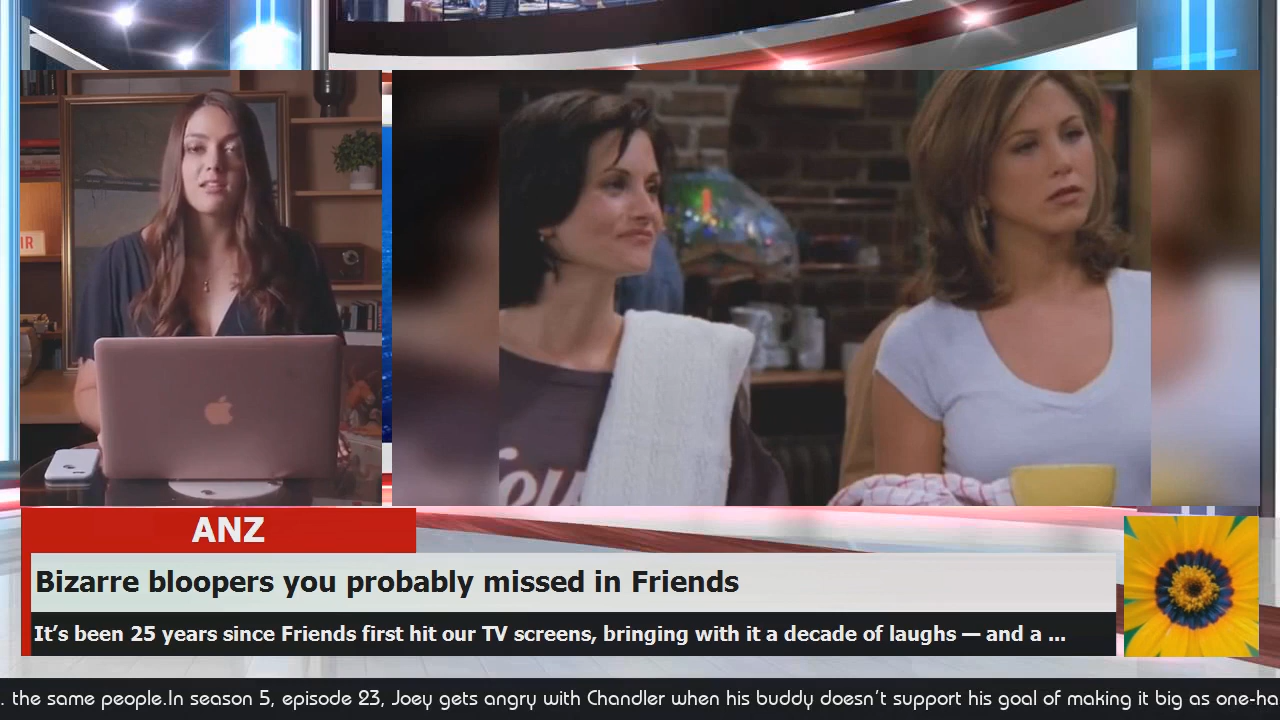 IR
ANZ
Bizarre bloopers you probably missed in Friends
It’s been 25 years since Friends first hit our TV screens, bringing with it a decade of laughs — and a ...
. the same people.In season 5, episode 23, Joey gets angry with Chandler when his buddy doesn’t support his goal of making it big as one-ha